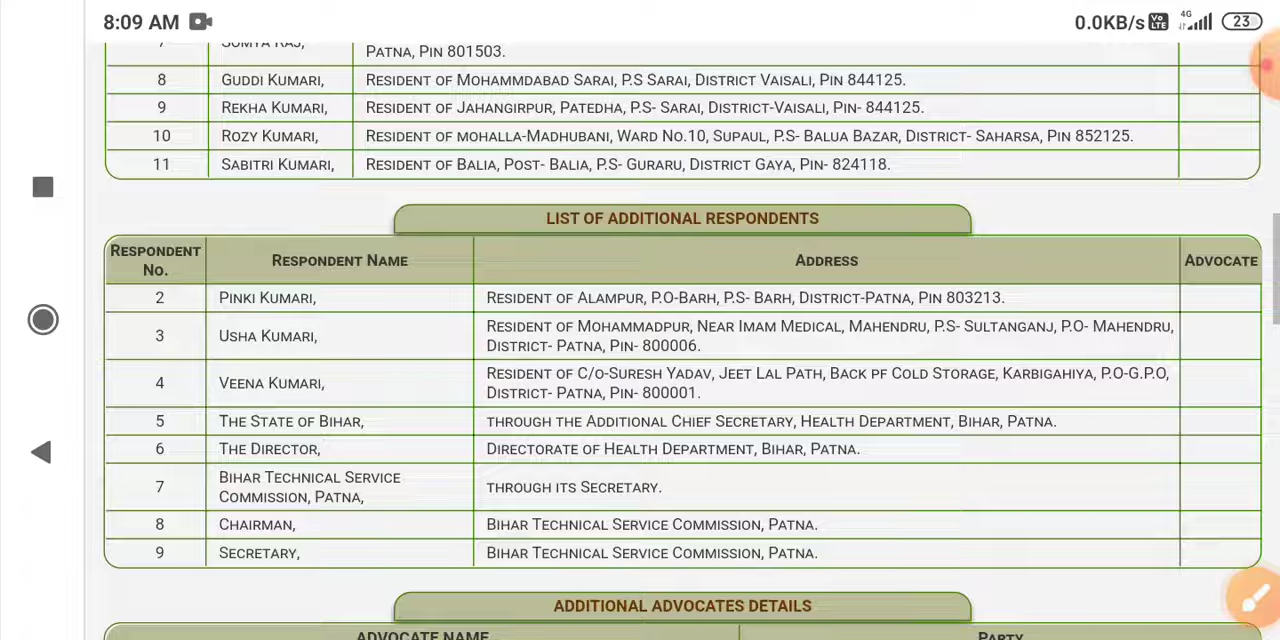 8:09 AM 0.0KB/s Vo LTE 4G 23
7 SUMYA RAJ, PATNA, PIN 801503.
8 GUDDI KUMARI, RESIDENT OF MOHAMMDABAD SARAI, P.S SARAI, DISTRICT VAISALI, PIN 844125.
9 REKHA KUMARI, RESIDENT OF JAHANGIRPUR, PATEDHA, P.S- SARAI, DISTRICT-VAISALI, PIN- 844125.
10 ROZY KUMARI, RESIDENT OF MOHALLA-MADHUBANI, WARD NO.10, SUPAUL, P.S- BALUA BAZAR, DISTRICT- SAHARSA, PIN 852125.
11 SABITRI KUMARI, RESIDENT OF BALIA, POST- BALIA, P.S- GURARU, DISTRICT GAYA, PIN- 824118.
LIST OF ADDITIONAL RESPONDENTS
RESPONDENT NO. RESPONDENT NAME ADDRESS ADVOCATE
2 PINKI KUMARI, RESIDENT OF ALAMPUR, P.O-BARH, P.S- BARH, DISTRICT-PATNA, PIN 803213.
3 USHA KUMARI, RESIDENT OF MOHAMMADPUR, NEAR IMAM MEDICAL, MAHENDRU, P.S- SULTANGANJ, P.O- MAHENDRU,
DISTRICT- PATNA, PIN- 800006.
4 VEENA KUMARI, RESIDENT OF C/O-SURESH YADAV, JEET LAL PATH, BACK PF COLD STORAGE, KARBIGAHIYA, P.O-G.P.O,
DISTRICT- PATNA, PIN- 800001.
5 THE STATE OF BIHAR, THROUGH THE ADDITIONAL CHIEF SECRETARY, HEALTH DEPARTMENT, BIHAR, PATNA.
6 THE DIRECTOR, DIRECTORATE OF HEALTH DEPARTMENT, BIHAR, PATNA.
7 BIHAR TECHNICAL SERVICE
COMMISSION, PATNA, THROUGH ITS SECRETARY.
8 CHAIRMAN, BIHAR TECHNICAL SERVICE COMMISSION, PATNA.
9 SECRETARY, BIHAR TECHNICAL SERVICE COMMISSION, PATNA.
ADDITIONAL ADVOCATES DETAILS
ADVOCATE NAME PARTY